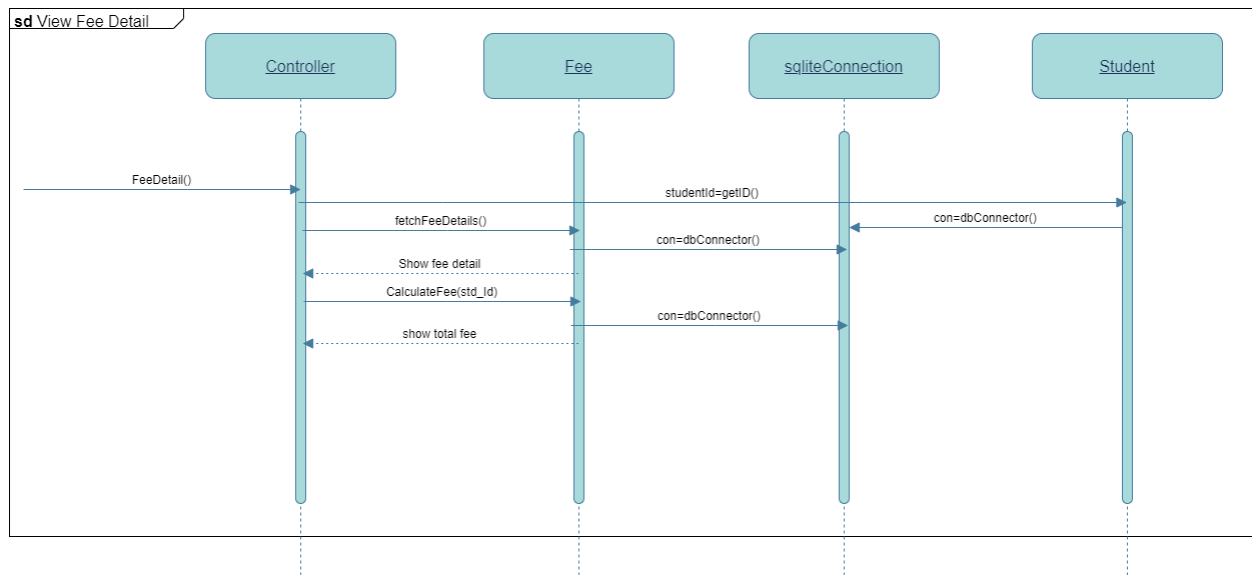 sd View Fee Detail
Controller
Fee
sqliteConnection
Student
FeeDetail()
studentId=getID()
fetchFeeDetails()
con=dbConnector()
con=dbConnector()
Show fee detail
CalculateFee(std_Id)
con=dbConnector()
show total fee